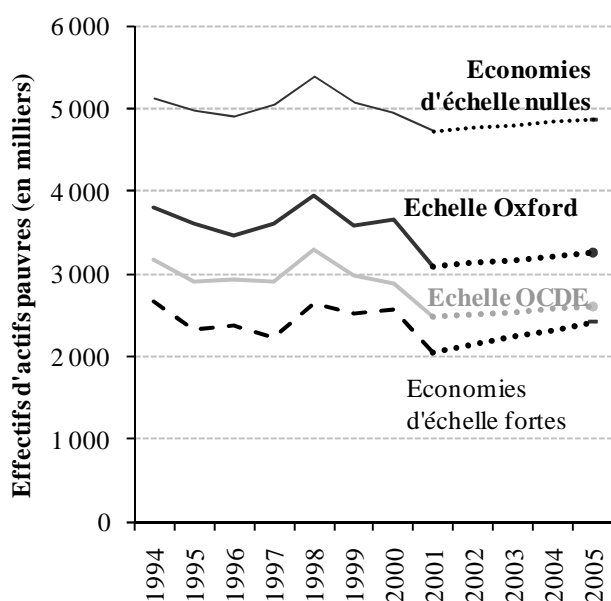 Effectifs d'actifs pauvres (en milliers)
6 000
5 000
4 000
3 000
2 000
1 000
0
Economies
d'échelle nulles
Echelle Oxford
Echelle OCDE
Economies
d'échelle fortes
1994
1995
1996
1997
1998
1999
2000
2001
2002
2003
2004
2005